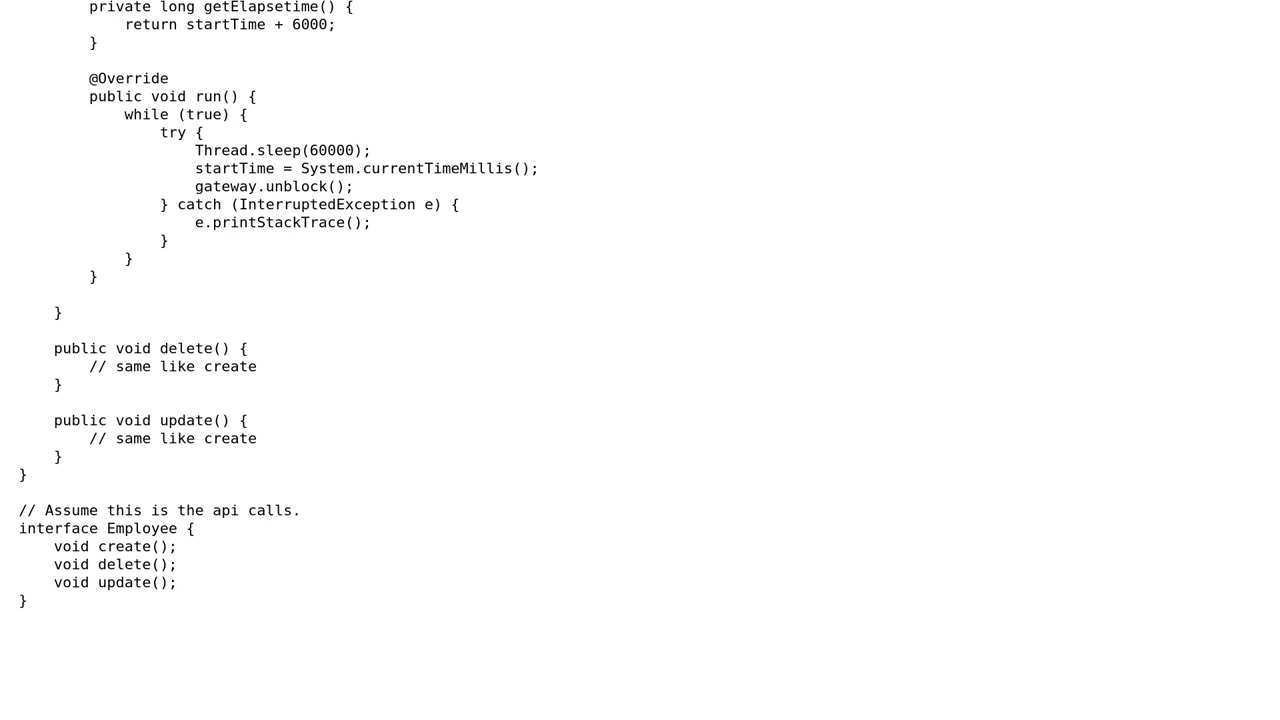 private long getElapsetime() {
return startTime + 6000;
}
@Override
public void run() {
while (true) {
try {
Thread.sleep(60000);
startTime = System.currentTimeMillis();
gateway.unblock();
} catch (InterruptedException e) {
e.printStackTrace();
}
}
}
}
public void delete() {
// same like create
}
public void update() {
// same like create
}
}
// Assume this is the api calls.
interface Employee {
void create();
void delete();
void update();
}